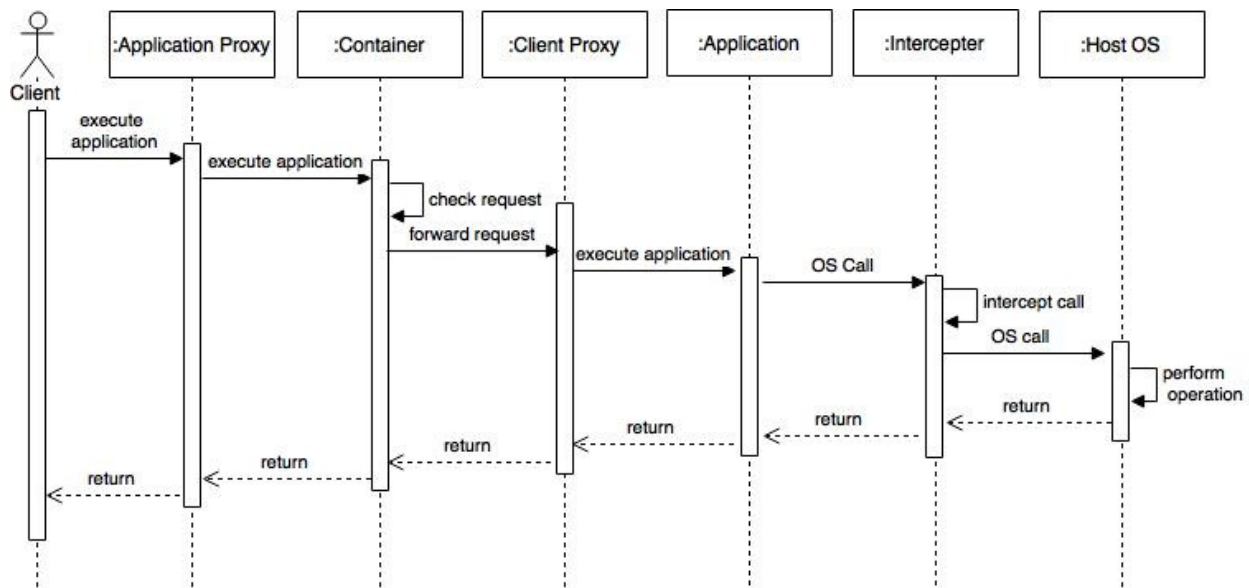 Client
:Application Proxy
:Container
:Client Proxy
:Application
:Intercepter
:Host OS
execute
application
execute application
check request
forward request
execute application
OS Call
intercept call
OS call
perform
operation
return
return
return
return
return
return